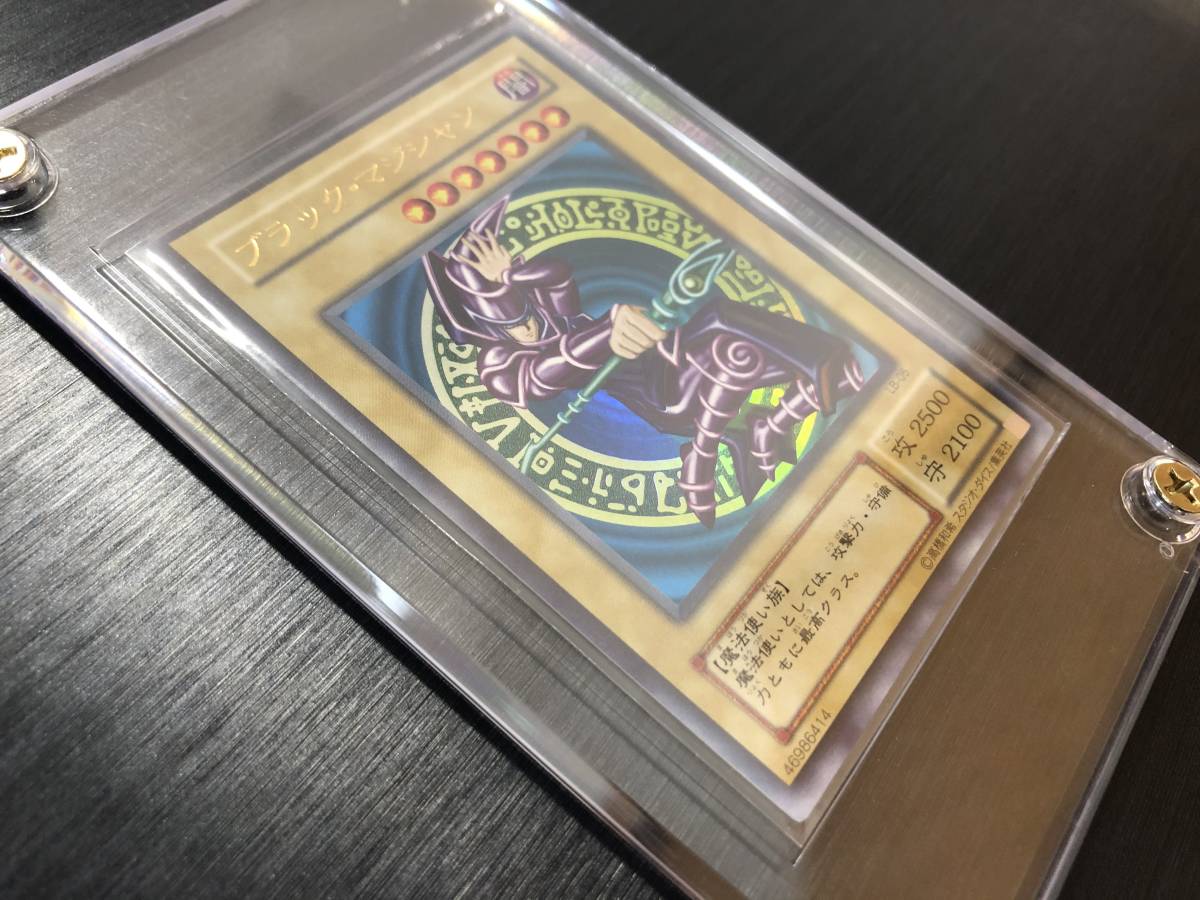 ブラック・マジシャン
闇
LB-05
攻 2500
守 2100
【魔法使い族】
魔法使いとしては、攻撃力・守備
力ともに最高クラス。
46986414
©高橋和希 スタジオ・ダイス/集英社